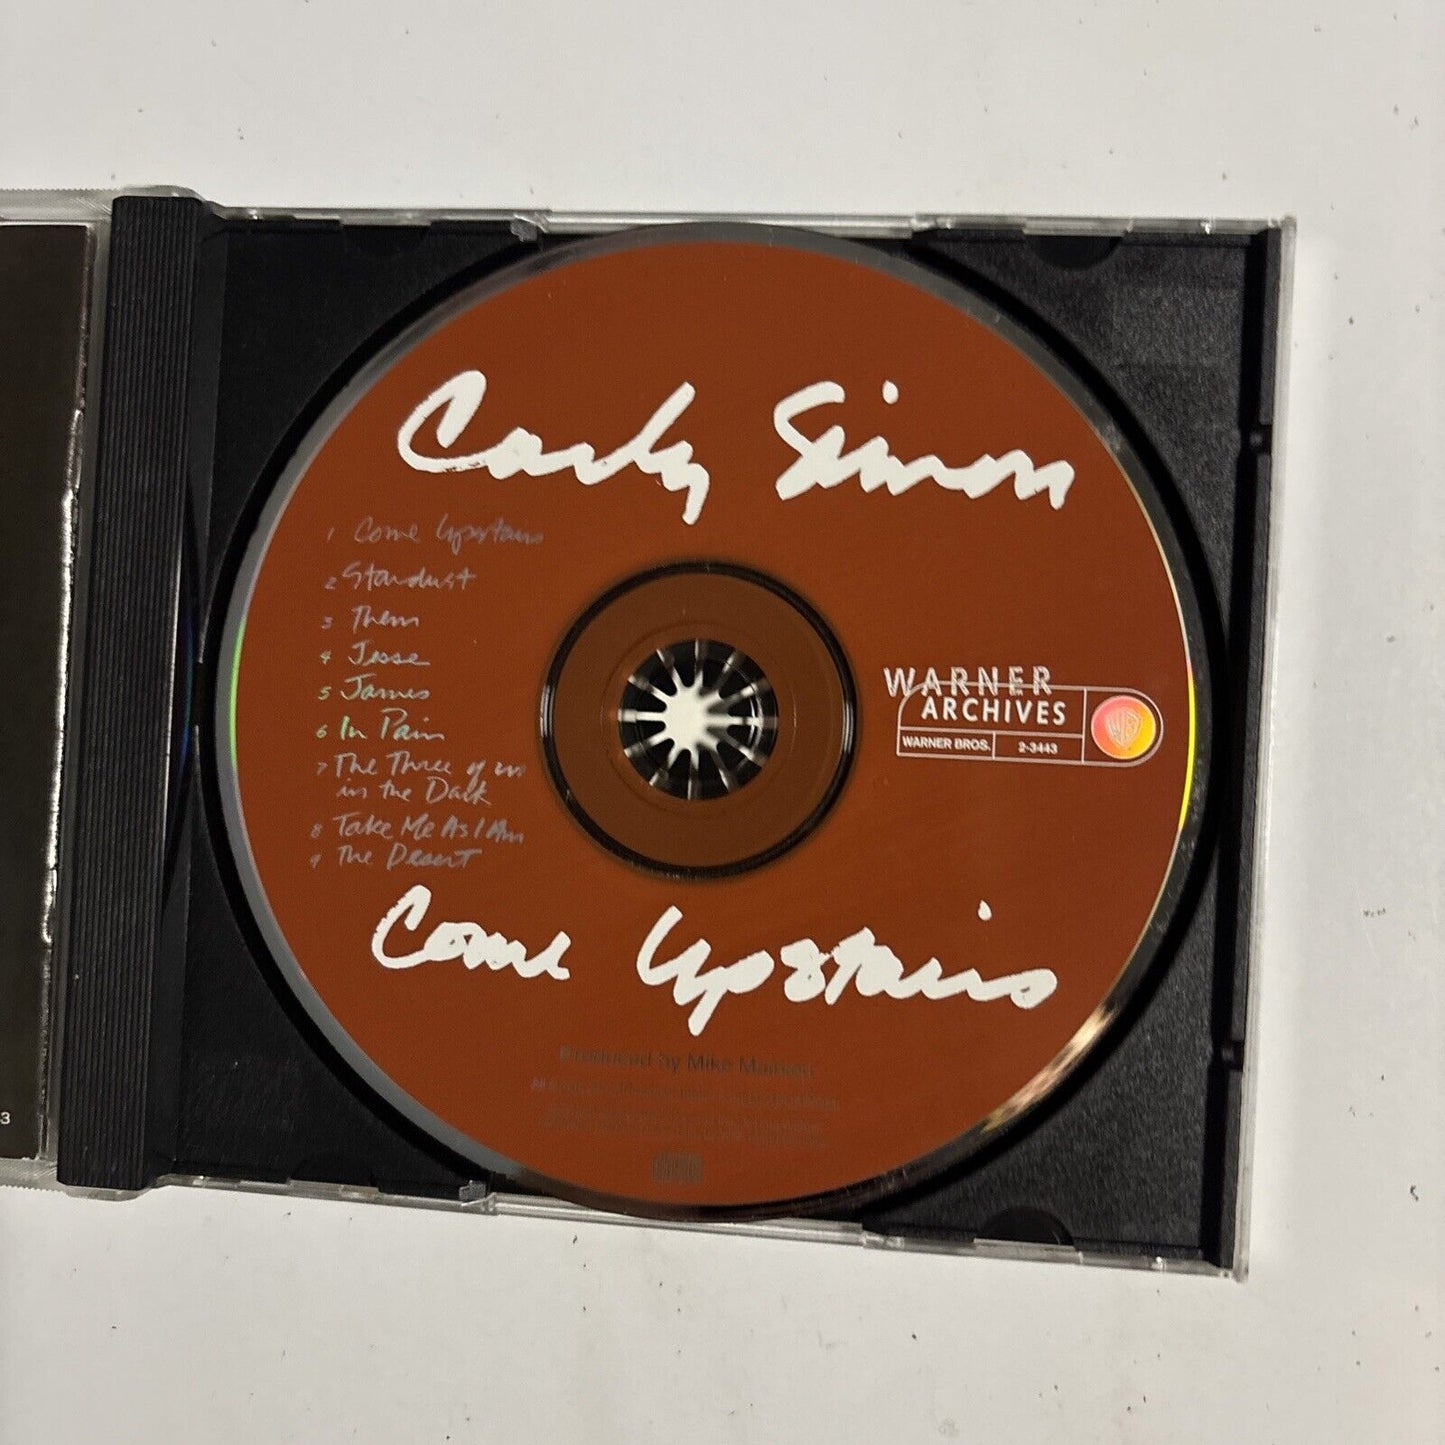 Carly Simon
1 Come Upstairs
2 Stardust
3 Them
4 Jesse
5 James
6 In Pain
7 The Three of us
in the Dark
8 Take Me As I Am
9 The Desert
WARNER
ARCHIVES
WARNER BROS. 2-3443
Come Upstairs
Produced by Mike Mainieri